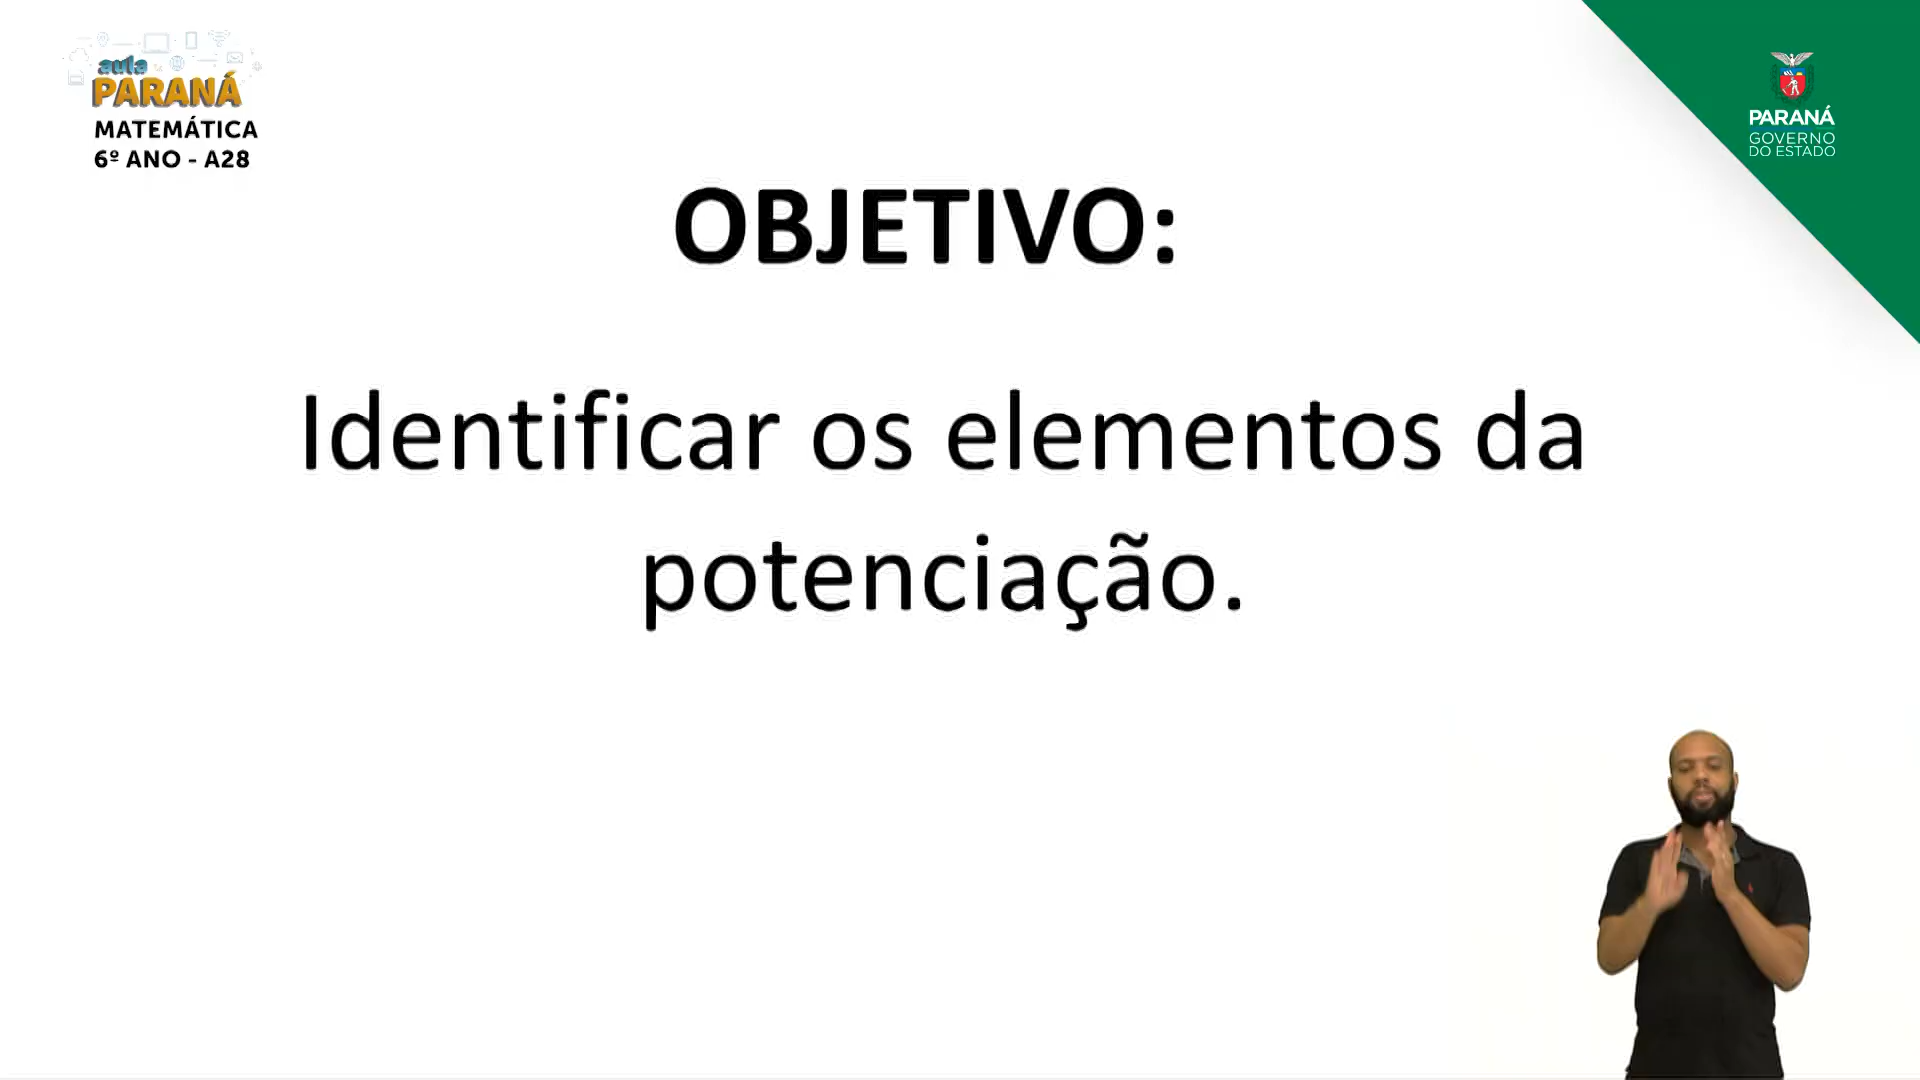 aula
PARANÁ
MATEMÁTICA
6º ANO - A28
PARANÁ
GOVERNO
DO ESTADO
OBJETIVO:
Identificar os elementos da
potenciação.